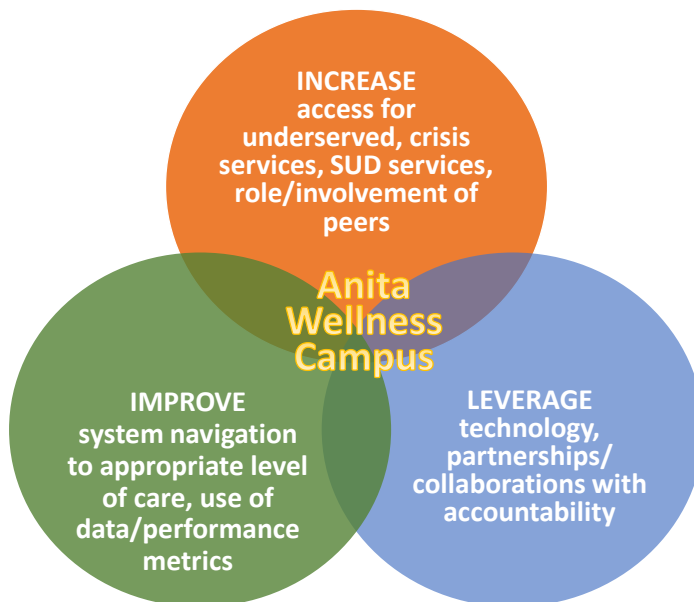 INCREASE
access for
underserved, crisis
services, SUD services,
role/involvement of
peers
Anita
Wellness
Campus
IMPROVE
system navigation
to appropriate level
of care, use of
data/performance
metrics
LEVERAGE
technology,
partnerships/
collaborations with
accountability